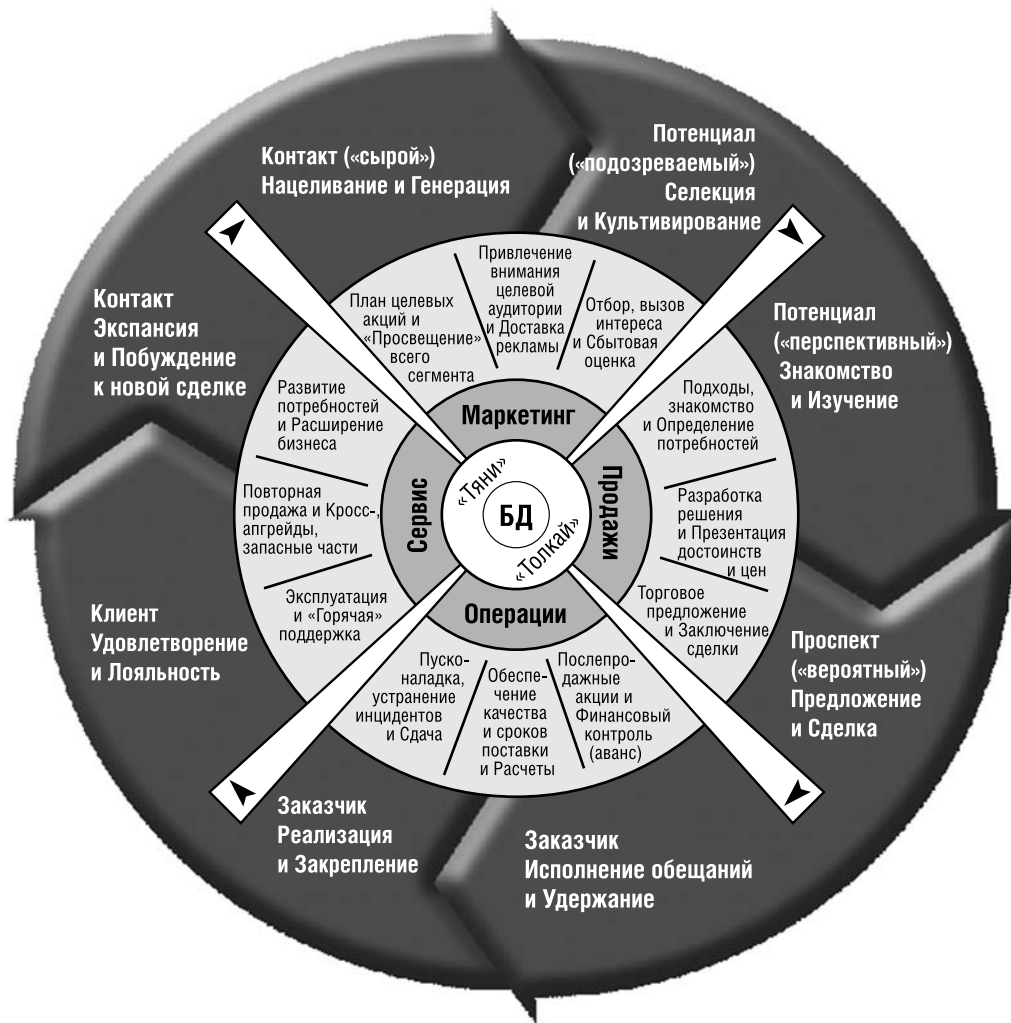 Контакт («сырой»)
Нацеливание и Генерация
Потенциал
(«подозреваемый»)
Селекция
и Культивирование
Потенциал
(«перспективный»)
Знакомство
и Изучение
Проспект
(«вероятный»)
Предложение
и Сделка
Заказчик
Исполнение обещаний
и Удержание
Заказчик
Реализация
и Закрепление
Клиент
Удовлетворение
и Лояльность
Контакт
Экспансия
и Побуждение
к новой сделке
План целевых
акций и
«Просвещение»
всего
сегмента
Привлечение
внимания
целевой
аудитории
и Доставка
рекламы
Отбор, вызов
интереса
и Сбытовая
оценка
Подходы,
знакомство
и Определение
потребностей
Разработка
решения
и Презентация
достоинств
и цен
Торговое
предложение
и Заключение
сделки
Послепро-
дажные
акции и
Финансовый
контроль
(аванс)
Обеспе-
чение
качества
и сроков
поставки
и Расчеты
Пуско-
наладка,
устранение
инцидентов
и Сдача
Эксплуатация
и «Горячая»
поддержка
Повторная
продажа и Кросс-,
апгрейды,
запасные части
Развитие
потребностей
и Расширение
бизнеса
Маркетинг
Продажи
Операции
Сервис
«Тяни»
БД
«Толкай»